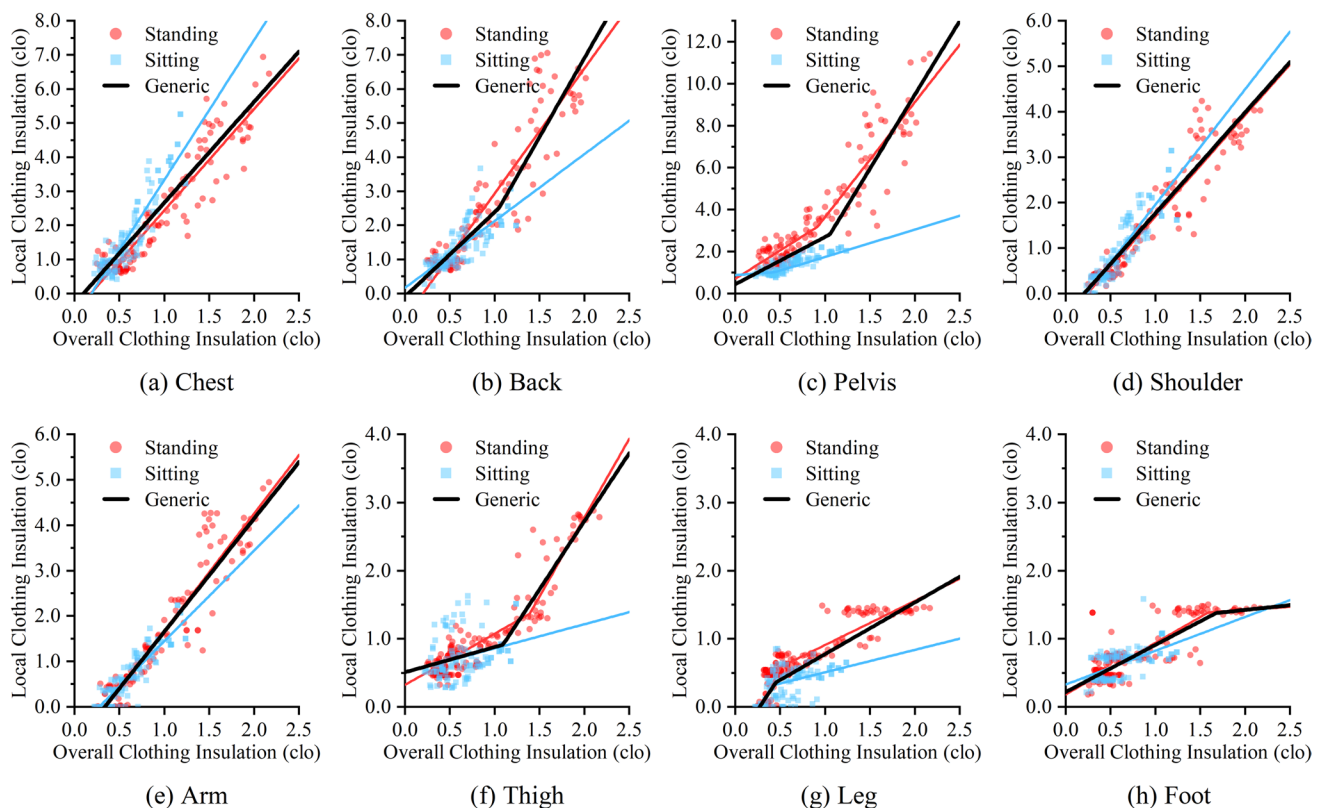 8.0
7.0
6.0
5.0
4.0
3.0
2.0
1.0
0.0
Local Clothing Insulation (clo)
Standing
Sitting
Generic
0.0 0.5 1.0 1.5 2.0 2.5
Overall Clothing Insulation (clo)
(a) Chest
8.0
7.0
6.0
5.0
4.0
3.0
2.0
1.0
0.0
Local Clothing Insulation (clo)
Standing
Sitting
Generic
0.0 0.5 1.0 1.5 2.0 2.5
Overall Clothing Insulation (clo)
(b) Back
12.0
10.0
8.0
6.0
4.0
2.0
0.0
Local Clothing Insulation (clo)
Standing
Sitting
Generic
0.0 0.5 1.0 1.5 2.0 2.5
Overall Clothing Insulation (clo)
(c) Pelvis
6.0
5.0
4.0
3.0
2.0
1.0
0.0
Local Clothing Insulation (clo)
Standing
Sitting
Generic
0.0 0.5 1.0 1.5 2.0 2.5
Overall Clothing Insulation (clo)
(d) Shoulder
6.0
5.0
4.0
3.0
2.0
1.0
0.0
Local Clothing Insulation (clo)
Standing
Sitting
Generic
0.0 0.5 1.0 1.5 2.0 2.5
Overall Clothing Insulation (clo)
(e) Arm
4.0
3.0
2.0
1.0
0.0
Local Clothing Insulation (clo)
Standing
Sitting
Generic
0.0 0.5 1.0 1.5 2.0 2.5
Overall Clothing Insulation (clo)
(f) Thigh
4.0
3.0
2.0
1.0
0.0
Local Clothing Insulation (clo)
Standing
Sitting
Generic
0.0 0.5 1.0 1.5 2.0 2.5
Overall Clothing Insulation (clo)
(g) Leg
4.0
3.0
2.0
1.0
0.0
Local Clothing Insulation (clo)
Standing
Sitting
Generic
0.0 0.5 1.0 1.5 2.0 2.5
Overall Clothing Insulation (clo)
(h) Foot